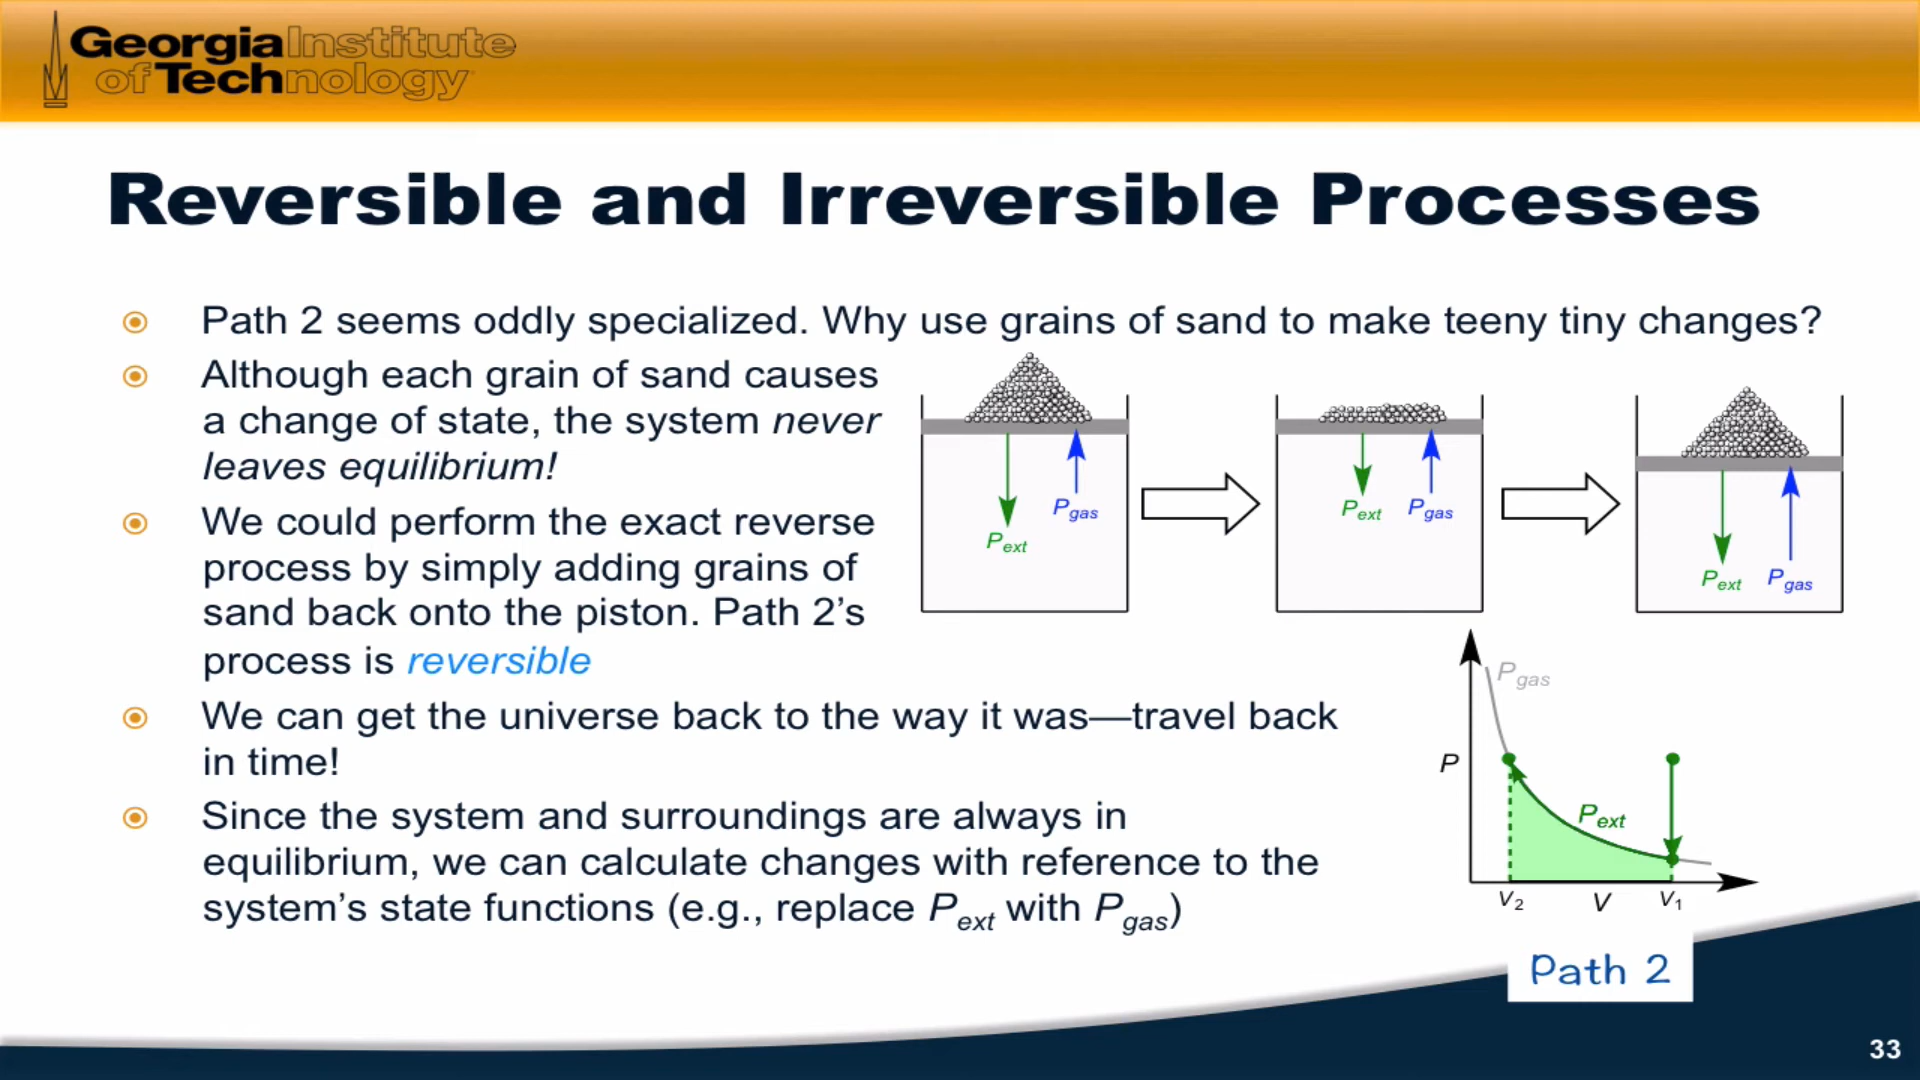 Georgia Institute
of Technology
Reversible and Irreversible Processes
Path 2 seems oddly specialized. Why use grains of sand to make teeny tiny changes?
Although each grain of sand causes
a change of state, the system never
leaves equilibrium!
We could perform the exact reverse
process by simply adding grains of
sand back onto the piston. Path 2’s
process is reversible
We can get the universe back to the way it was—travel back
in time!
Since the system and surroundings are always in
equilibrium, we can calculate changes with reference to the
system’s state functions (e.g., replace Pext with Pgas)
Pext Pgas
Pext Pgas
Pext Pgas
Pgas
P
Pext
V2 V V1
Path 2
33